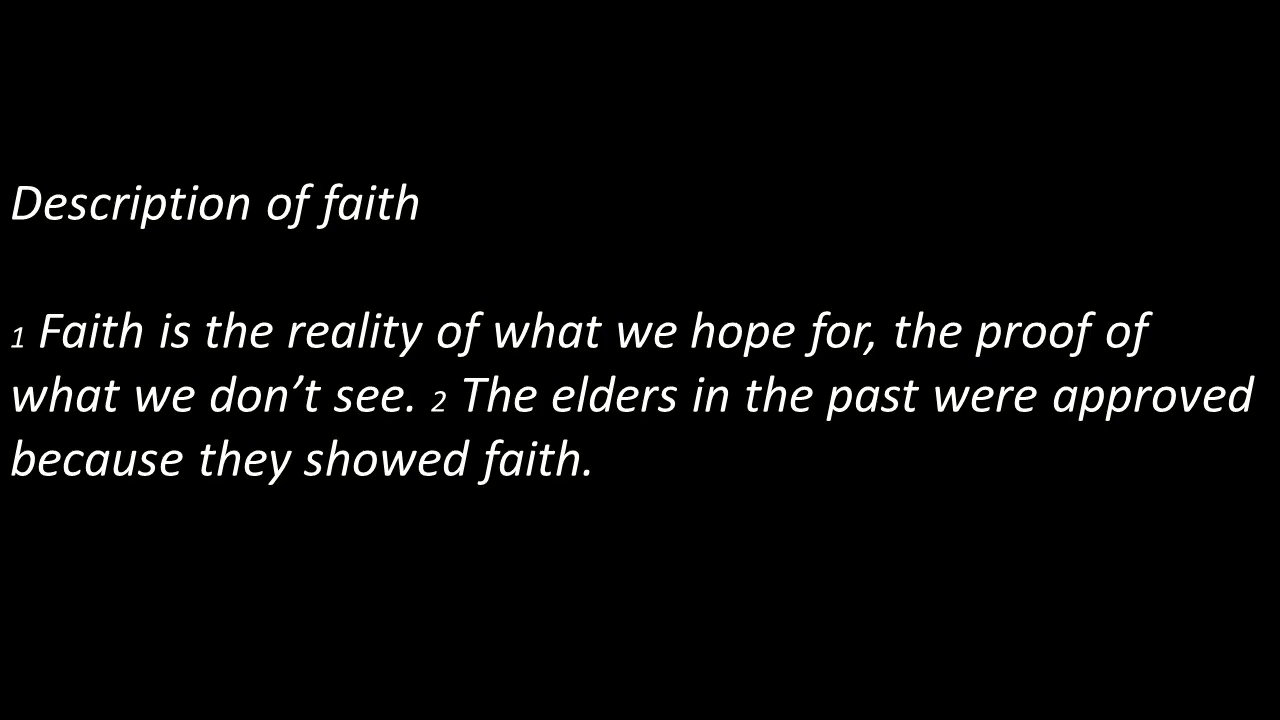 Description of faith
1 Faith is the reality of what we hope for, the proof of
what we don’t see. 2 The elders in the past were approved
because they showed faith.